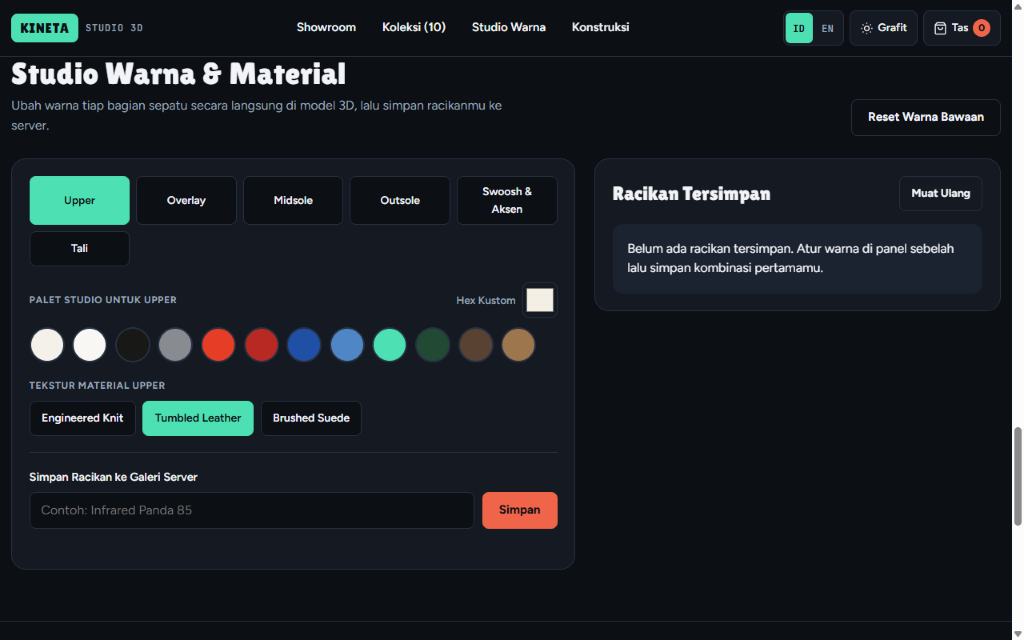 KINETA STUDIO 3D Showroom Koleksi (10) Studio Warna Konstruksi ID EN Grafit Tas 0
Studio Warna & Material
Ubah warna tiap bagian sepatu secara langsung di model 3D, lalu simpan racikanmu ke
server.
Reset Warna Bawaan
Upper Overlay Midsole Outsole Swoosh &
Aksen
Tali
PALET STUDIO UNTUK UPPER Hex Kustom
TEKSTUR MATERIAL UPPER
Engineered Knit Tumbled Leather Brushed Suede
Simpan Racikan ke Galeri Server
Contoh: Infrared Panda 85 Simpan
Racikan Tersimpan Muat Ulang
Belum ada racikan tersimpan. Atur warna di panel sebelah
lalu simpan kombinasi pertamamu.